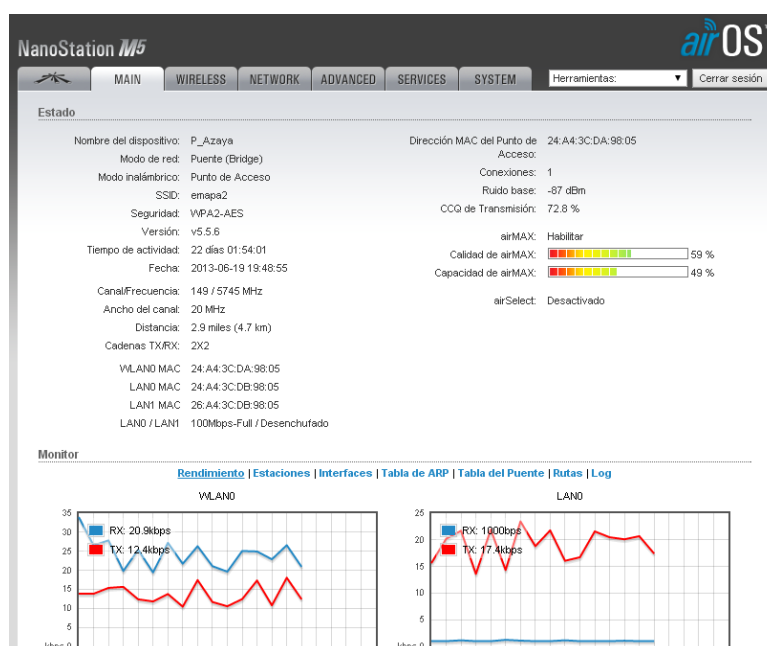 NanoStation M5
airOS
MAIN WIRELESS NETWORK ADVANCED SERVICES SYSTEM Herramientas: Cerrar sesión
Estado
Nombre del dispositivo: P_Azaya
Modo de red: Puente (Bridge)
Modo inalámbrico: Punto de Acceso
SSID: emapa2
Seguridad: WPA2-AES
Versión: v5.5.6
Tiempo de actividad: 22 días 01:54:01
Fecha: 2013-06-19 19:48:55
Canal/Frecuencia: 149 / 5745 MHz
Ancho del canal: 20 MHz
Distancia: 2.9 miles (4.7 km)
Cadenas TX/RX: 2X2
WLAN0 MAC 24:A4:3C:DA:98:05
LAN0 MAC 24:A4:3C:DB:98:05
LAN1 MAC 26:A4:3C:DB:98:05
LAN0 / LAN1 100Mbps-Full / Desenchufado
Dirección MAC del Punto de Acceso: 24:A4:3C:DA:98:05
Conexiones: 1
Ruido base: -87 dBm
CCQ de Transmisión: 72.8 %
airMAX: Habilitar
Calidad de airMAX: 59 %
Capacidad de airMAX: 49 %
airSelect: Desactivado
Monitor
Rendimiento | Estaciones | Interfaces | Tabla de ARP | Tabla del Puente | Rutas | Log
WLAN0
35
30
25
20
15
10
5
kbps 0
RX: 20.9kbps
TX: 12.4kbps
LAN0
25
20
15
10
5
kbps 0
RX: 1000bps
TX: 17.4kbps